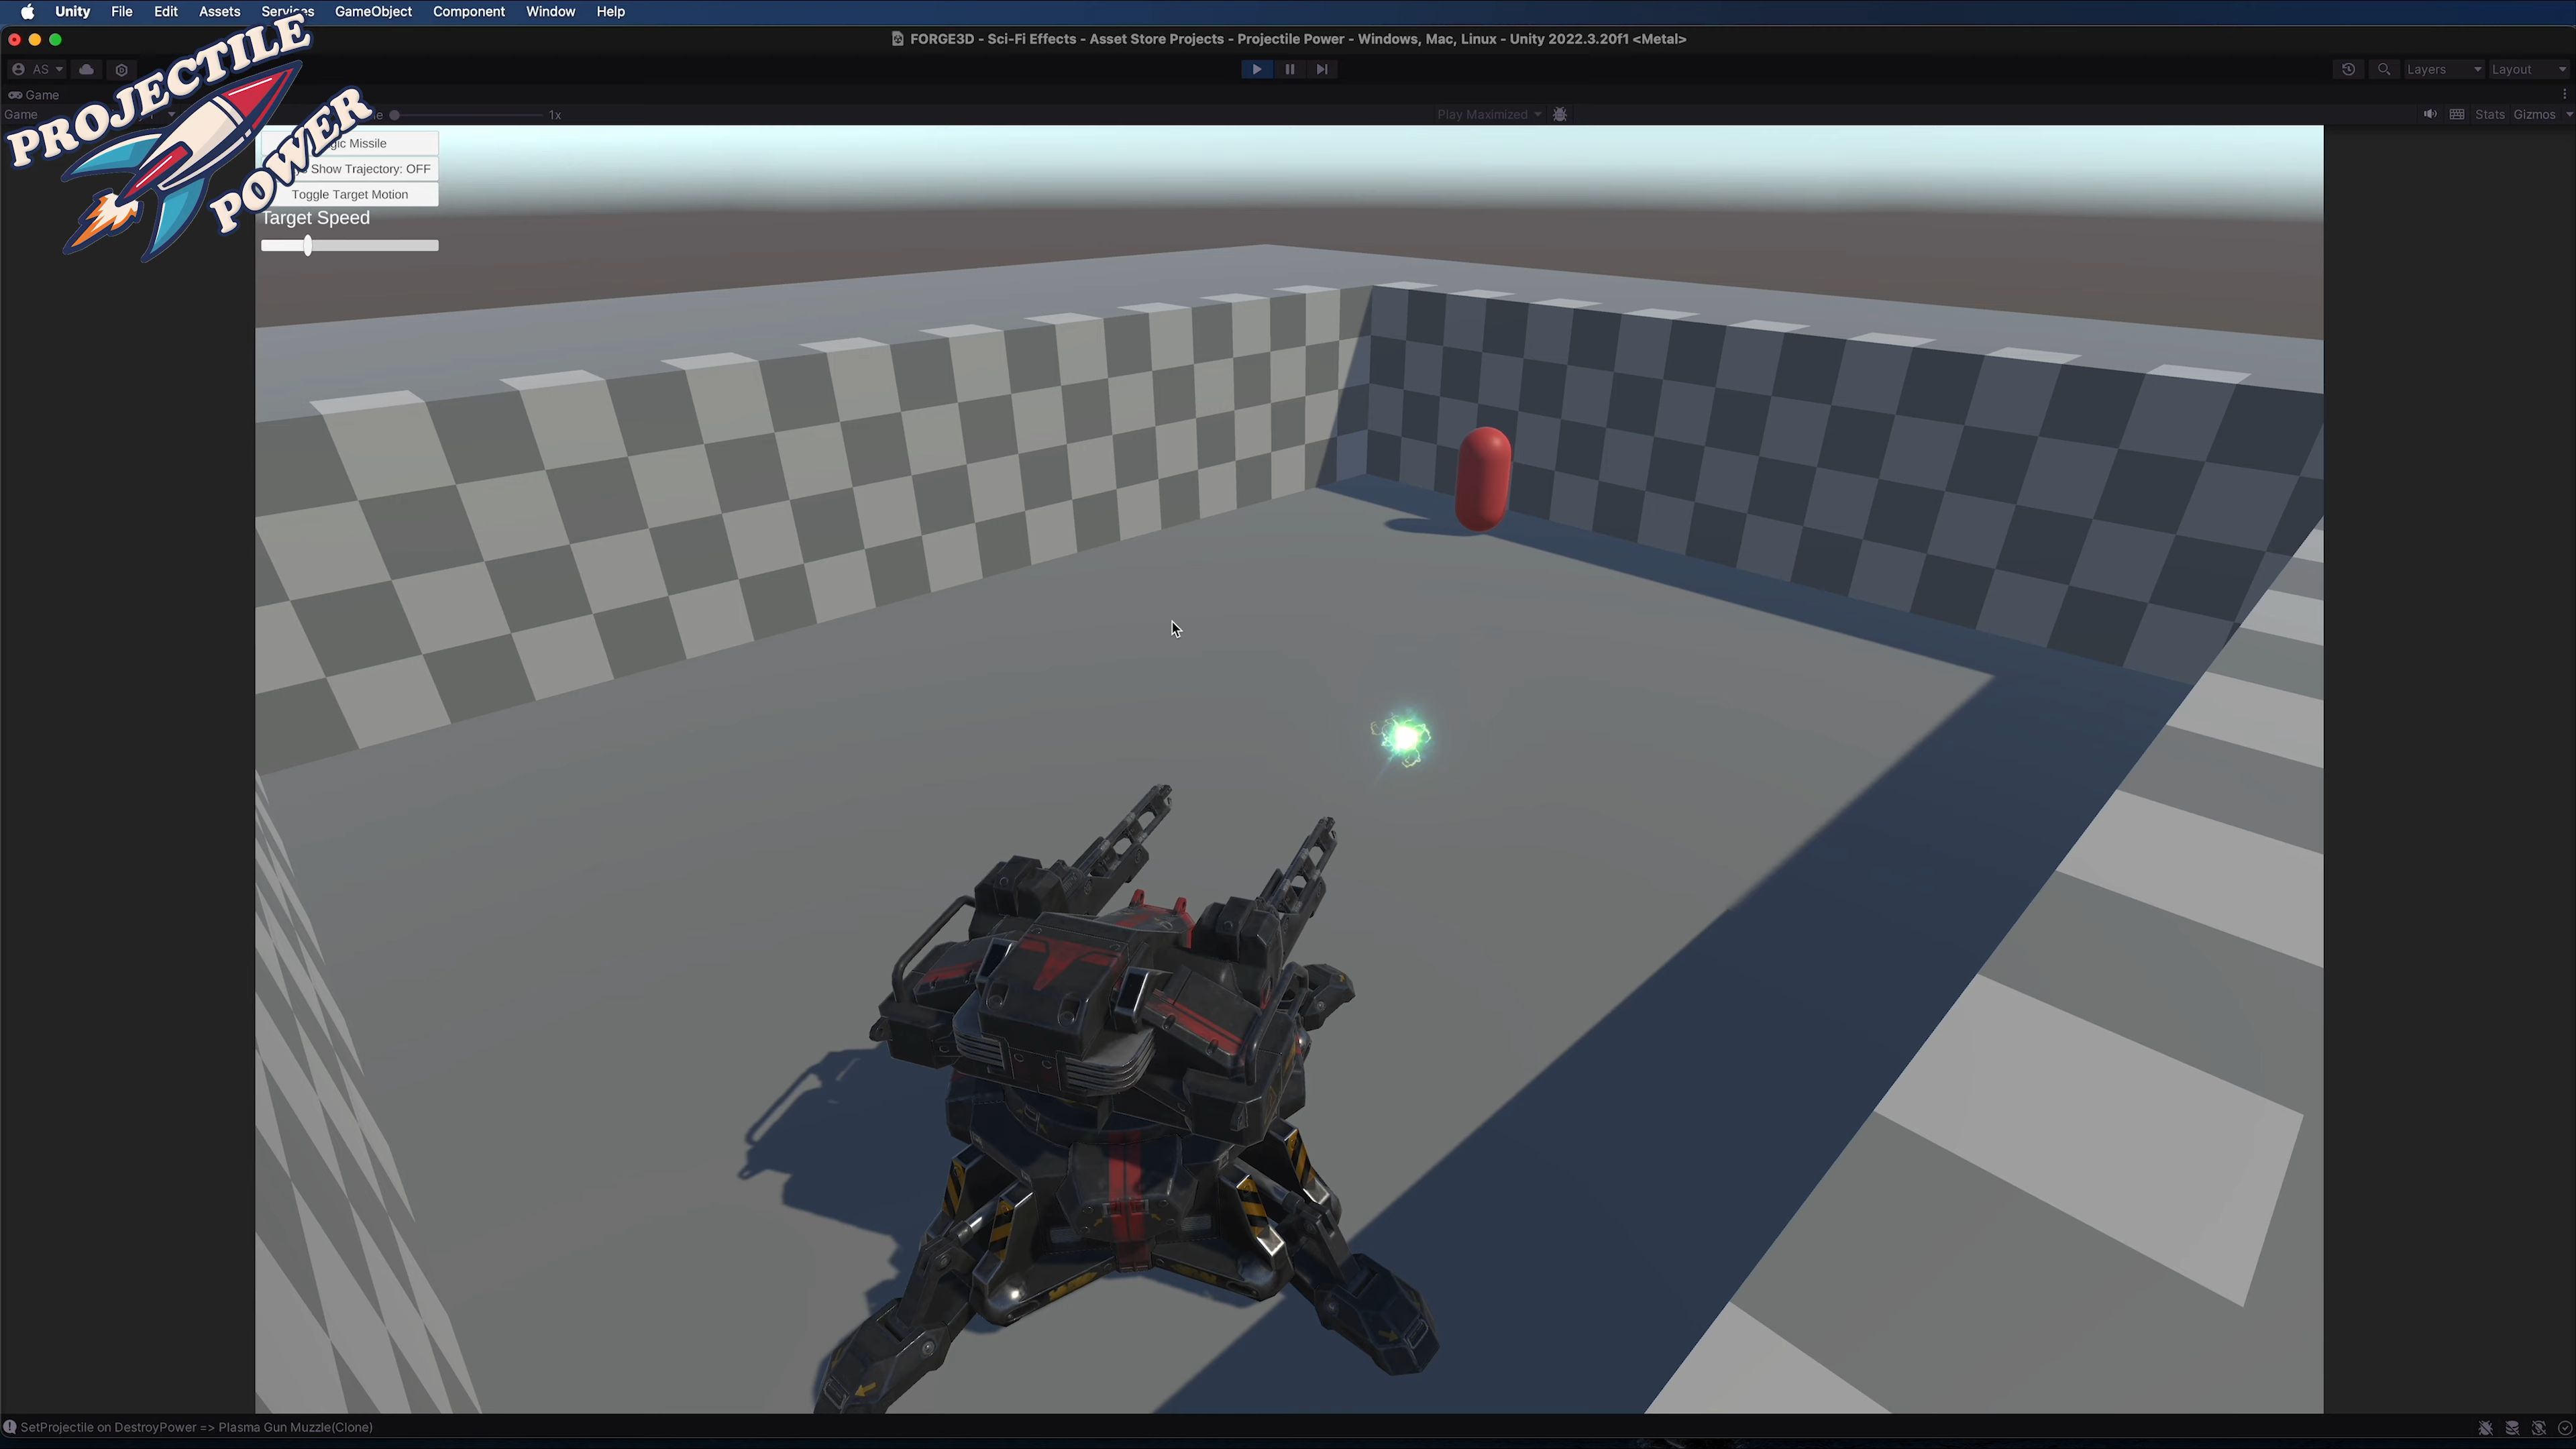 Unity File Edit Assets Services GameObject Component Window Help
FORGE3D - Sci-Fi Effects - Asset Store Projects - Projectile Power - Windows, Mac, Linux - Unity 2022.3.20f1 <Metal>
PROJECTILE
POWER
AS
Layers
Layout
Game
Game
1x
Play Maximized
Stats
Gizmos
Missile
Show Trajectory: OFF
Toggle Target Motion
Target Speed
SetProjectile on DestroyPower => Plasma Gun Muzzle(Clone)